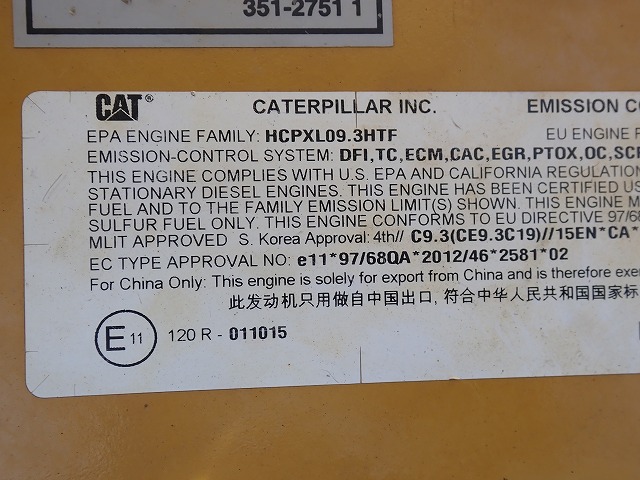 351-2751 1
CAT®
CATERPILLAR INC.
EMISSION CO
EPA ENGINE FAMILY: HCPXL09.3HTF
EU ENGINE F
EMISSION-CONTROL SYSTEM: DFI,TC,ECM,CAC,EGR,PTOX,OC,SCR
THIS ENGINE COMPLIES WITH U.S. EPA AND CALIFORNIA REGULATION
STATIONARY DIESEL ENGINES. THIS ENGINE HAS BEEN CERTIFIED US
FUEL AND TO THE FAMILY EMISSION LIMIT(S) SHOWN. THIS ENGINE M
SULFUR FUEL ONLY. THIS ENGINE CONFORMS TO EU DIRECTIVE 97/68
MLIT APPROVED S. Korea Approval: 4th// C9.3(CE9.3C19)//15EN*CA*
EC TYPE APPROVAL NO: e11*97/68QA*2012/46*2581*02
For China Only: This engine is solely for export from China and is therefore exe
此发动机只用做自中国出口, 符合中华人民共和国国家标
E11 120 R - 011015